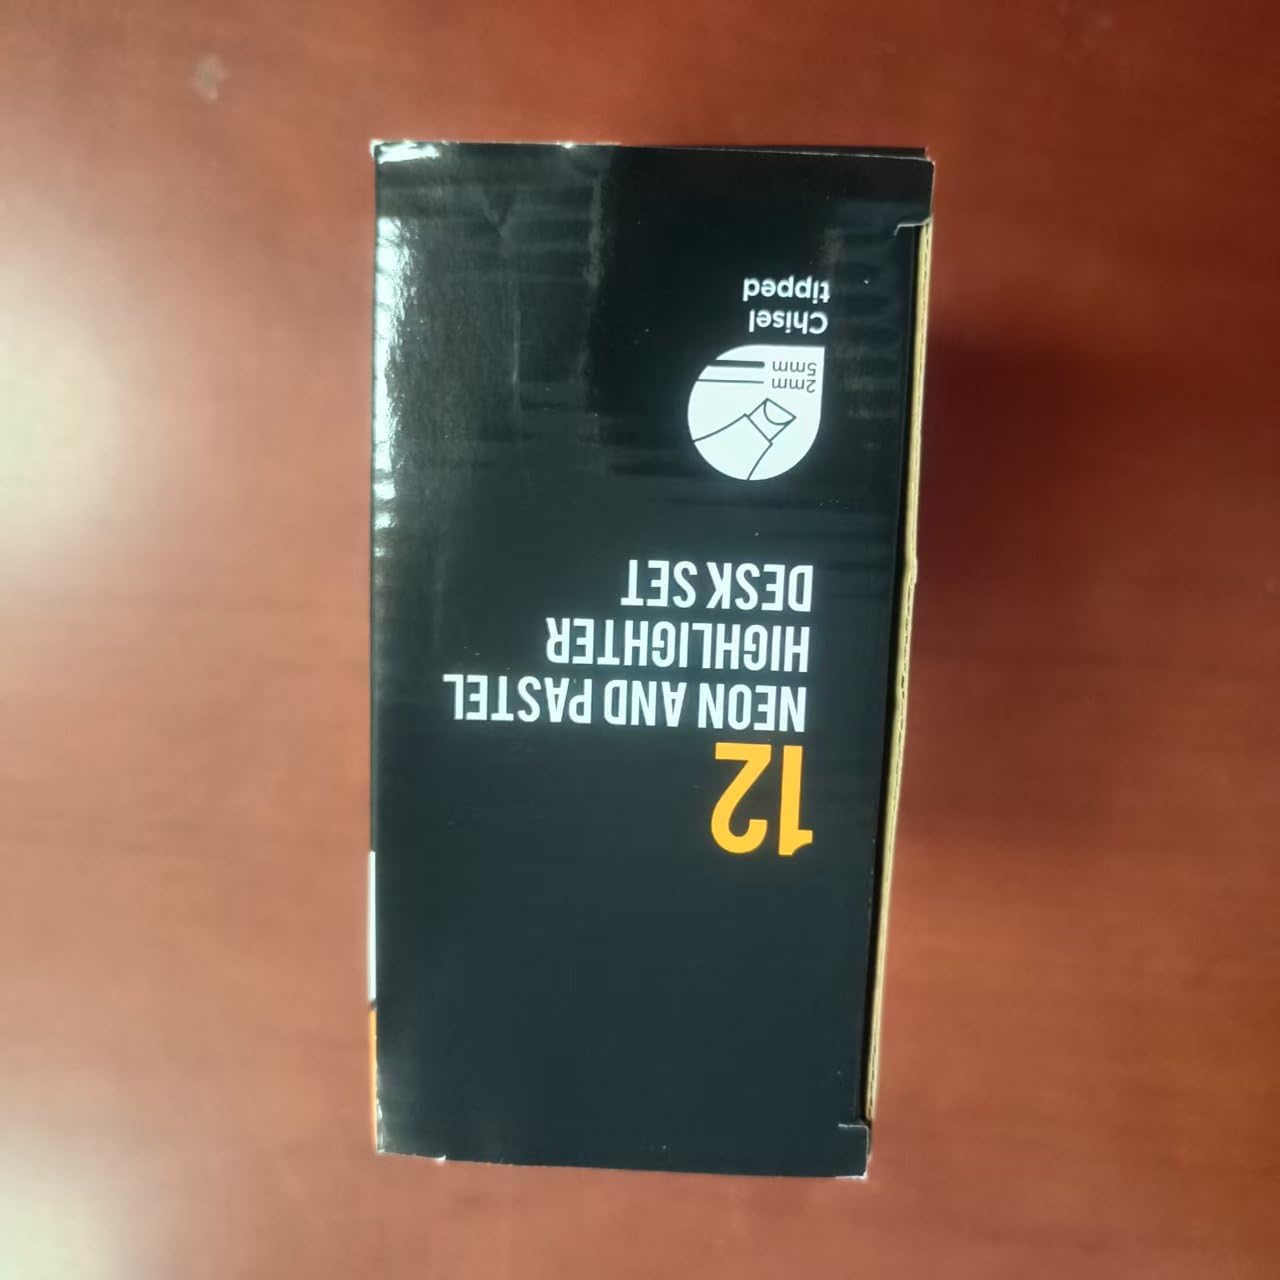 12
NEON AND PASTEL
HIGHLIGHTER
DESK SET
2mm
5mm
Chisel
tipped